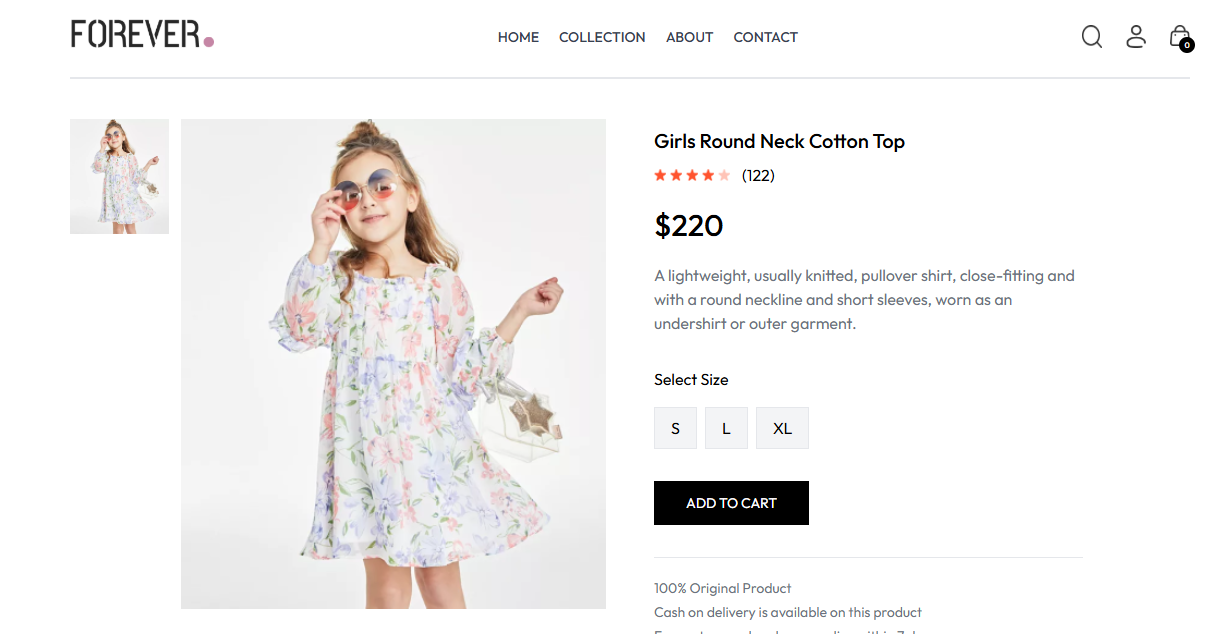 FOREVER.
HOME COLLECTION ABOUT CONTACT
0
Girls Round Neck Cotton Top
(122)
$220
A lightweight, usually knitted, pullover shirt, close-fitting and
with a round neckline and short sleeves, worn as an
undershirt or outer garment.
Select Size
S L XL
ADD TO CART
100% Original Product
Cash on delivery is available on this product